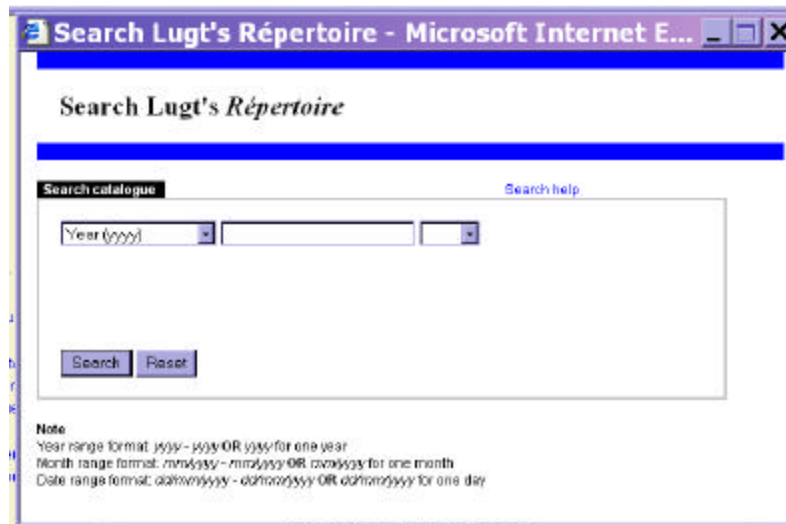 Search Lugt's Répertoire - Microsoft Internet E...
Search Lugt's Répertoire
Search catalogue Search help
Year (yyyy)
Search Reset
Note
Year range format: yyyy - yyyy OR yyyy for one year
Month range format: mm/yyyy - mm/yyyy OR mm/yyyy for one month
Date range format: dd/mm/yyyy - dd/mm/yyyy OR dd/mm/yyyy for one day